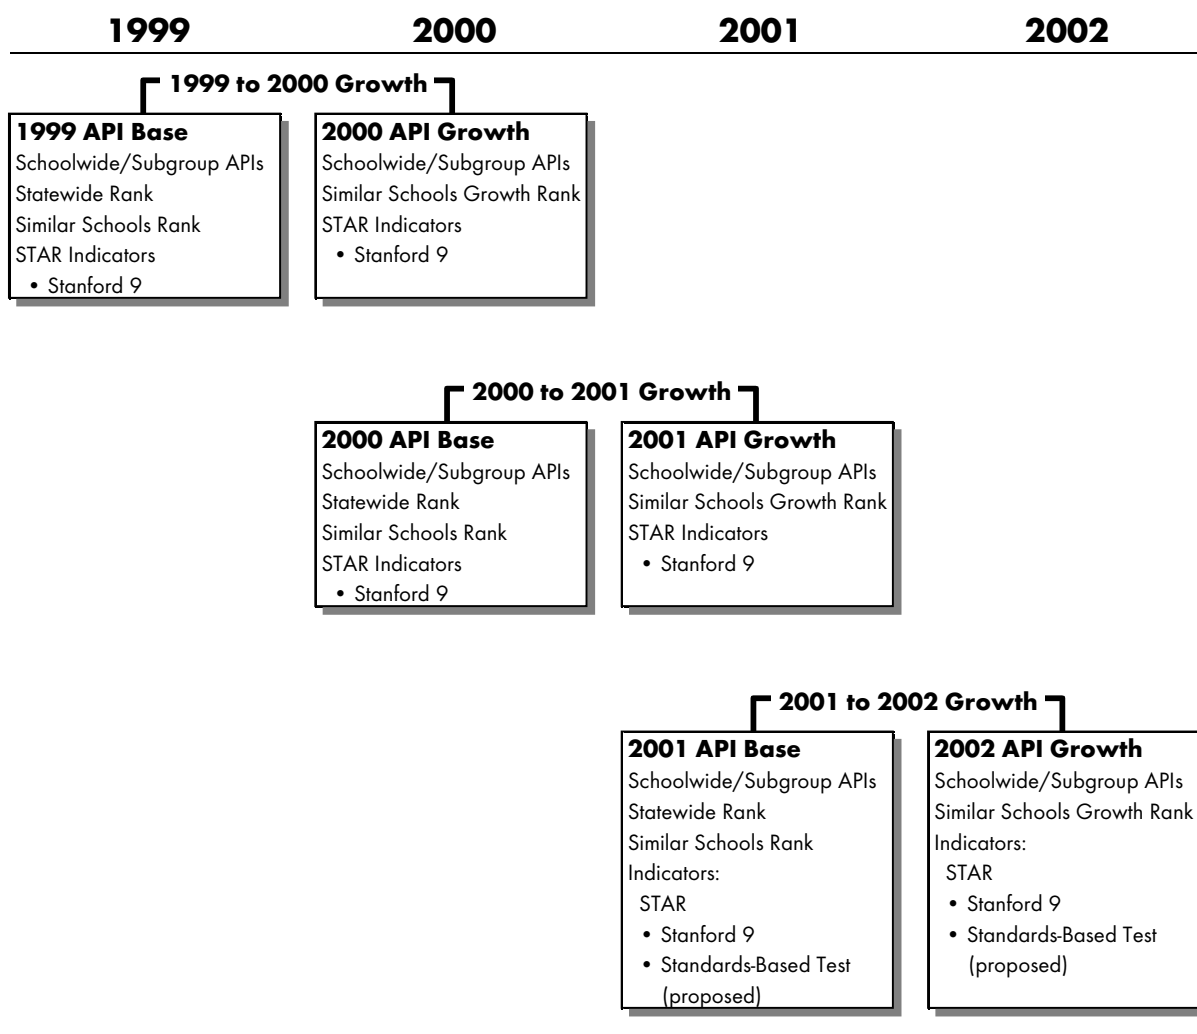 1999 2000 2001 2002
1999 to 2000 Growth
1999 API Base
Schoolwide/Subgroup APIs
Statewide Rank
Similar Schools Rank
STAR Indicators
• Stanford 9
2000 API Growth
Schoolwide/Subgroup APIs
Similar Schools Growth Rank
STAR Indicators
• Stanford 9
2000 to 2001 Growth
2000 API Base
Schoolwide/Subgroup APIs
Statewide Rank
Similar Schools Rank
STAR Indicators
• Stanford 9
2001 API Growth
Schoolwide/Subgroup APIs
Similar Schools Growth Rank
STAR Indicators
• Stanford 9
2001 to 2002 Growth
2001 API Base
Schoolwide/Subgroup APIs
Statewide Rank
Similar Schools Rank
Indicators:
STAR
• Stanford 9
• Standards-Based Test
(proposed)
2002 API Growth
Schoolwide/Subgroup APIs
Similar Schools Growth Rank
Indicators:
STAR
• Stanford 9
• Standards-Based Test
(proposed)